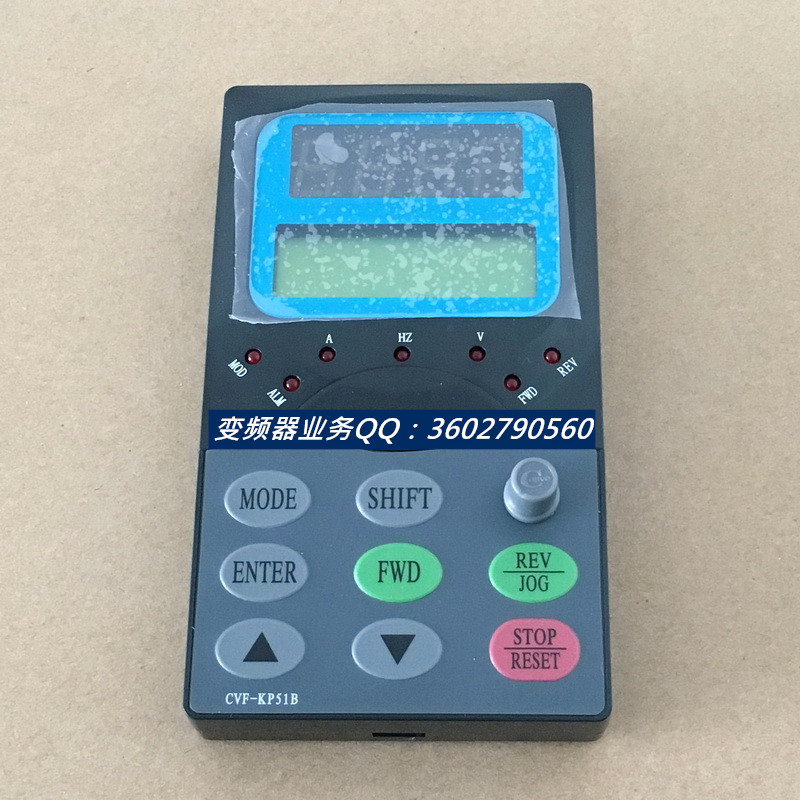 A HZ V
MOD REV
ALM FWD
变频器业务QQ：3602790560
MODE SHIFT
ENTER FWD REV
JOG
STOP
RESET
CVF-KP51B